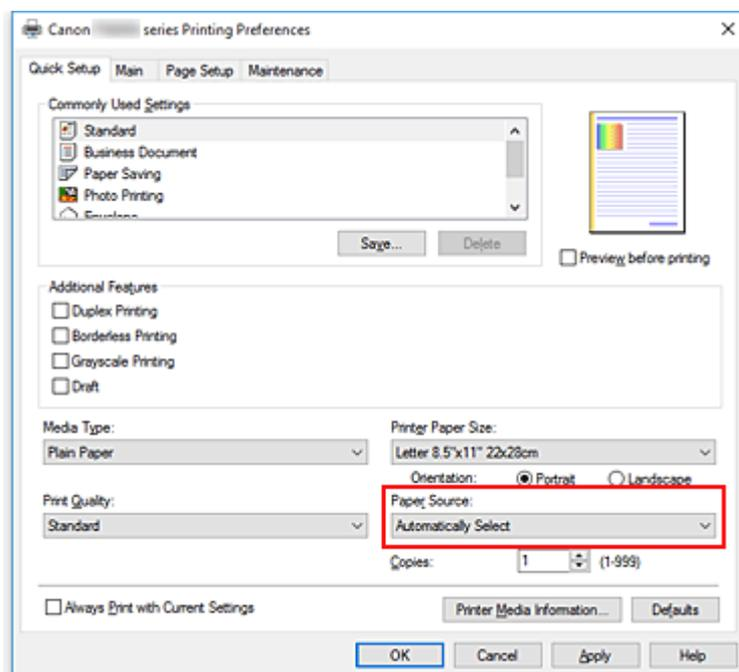 Canon series Printing Preferences
Quick Setup Main Page Setup Maintenance
Commonly Used Settings
Standard
Business Document
Paper Saving
Photo Printing
Envelope
Save... Delete
Preview before printing
Additional Features
Duplex Printing
Borderless Printing
Grayscale Printing
Draft
Media Type:
Plain Paper
Printer Paper Size:
Letter 8.5"x11" 22x28cm
Orientation: Portrait Landscape
Print Quality:
Standard
Paper Source:
Automatically Select
Copies: 1 (1-999)
Always Print with Current Settings
Printer Media Information... Defaults
OK Cancel Apply Help